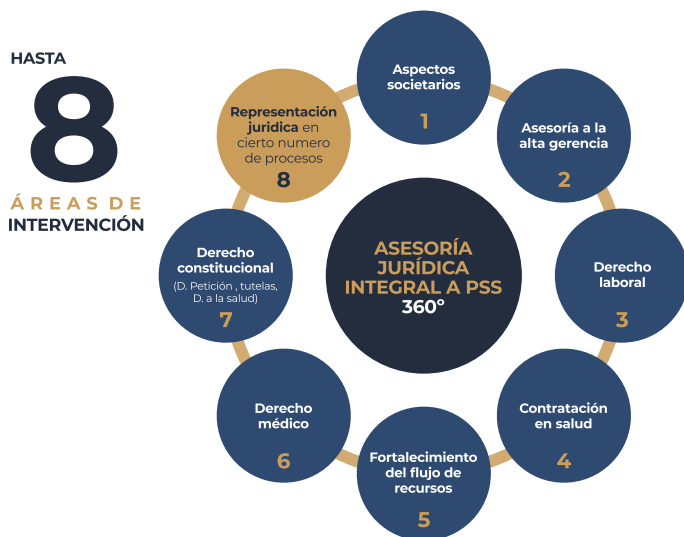 HASTA
8
ÁREAS DE
INTERVENCIÓN
Aspectos
societarios
1
Asesoría a la
alta gerencia
2
Derecho
laboral
3
Contratación
en salud
4
Fortalecimiento
del flujo de
recursos
5
Derecho
médico
6
Derecho
constitucional
(D. Petición , tutelas,
D. a la salud)
7
Representación
juridica en
cierto numero
de procesos
8
ASESORÍA
JURÍDICA
INTEGRAL A PSS
360º